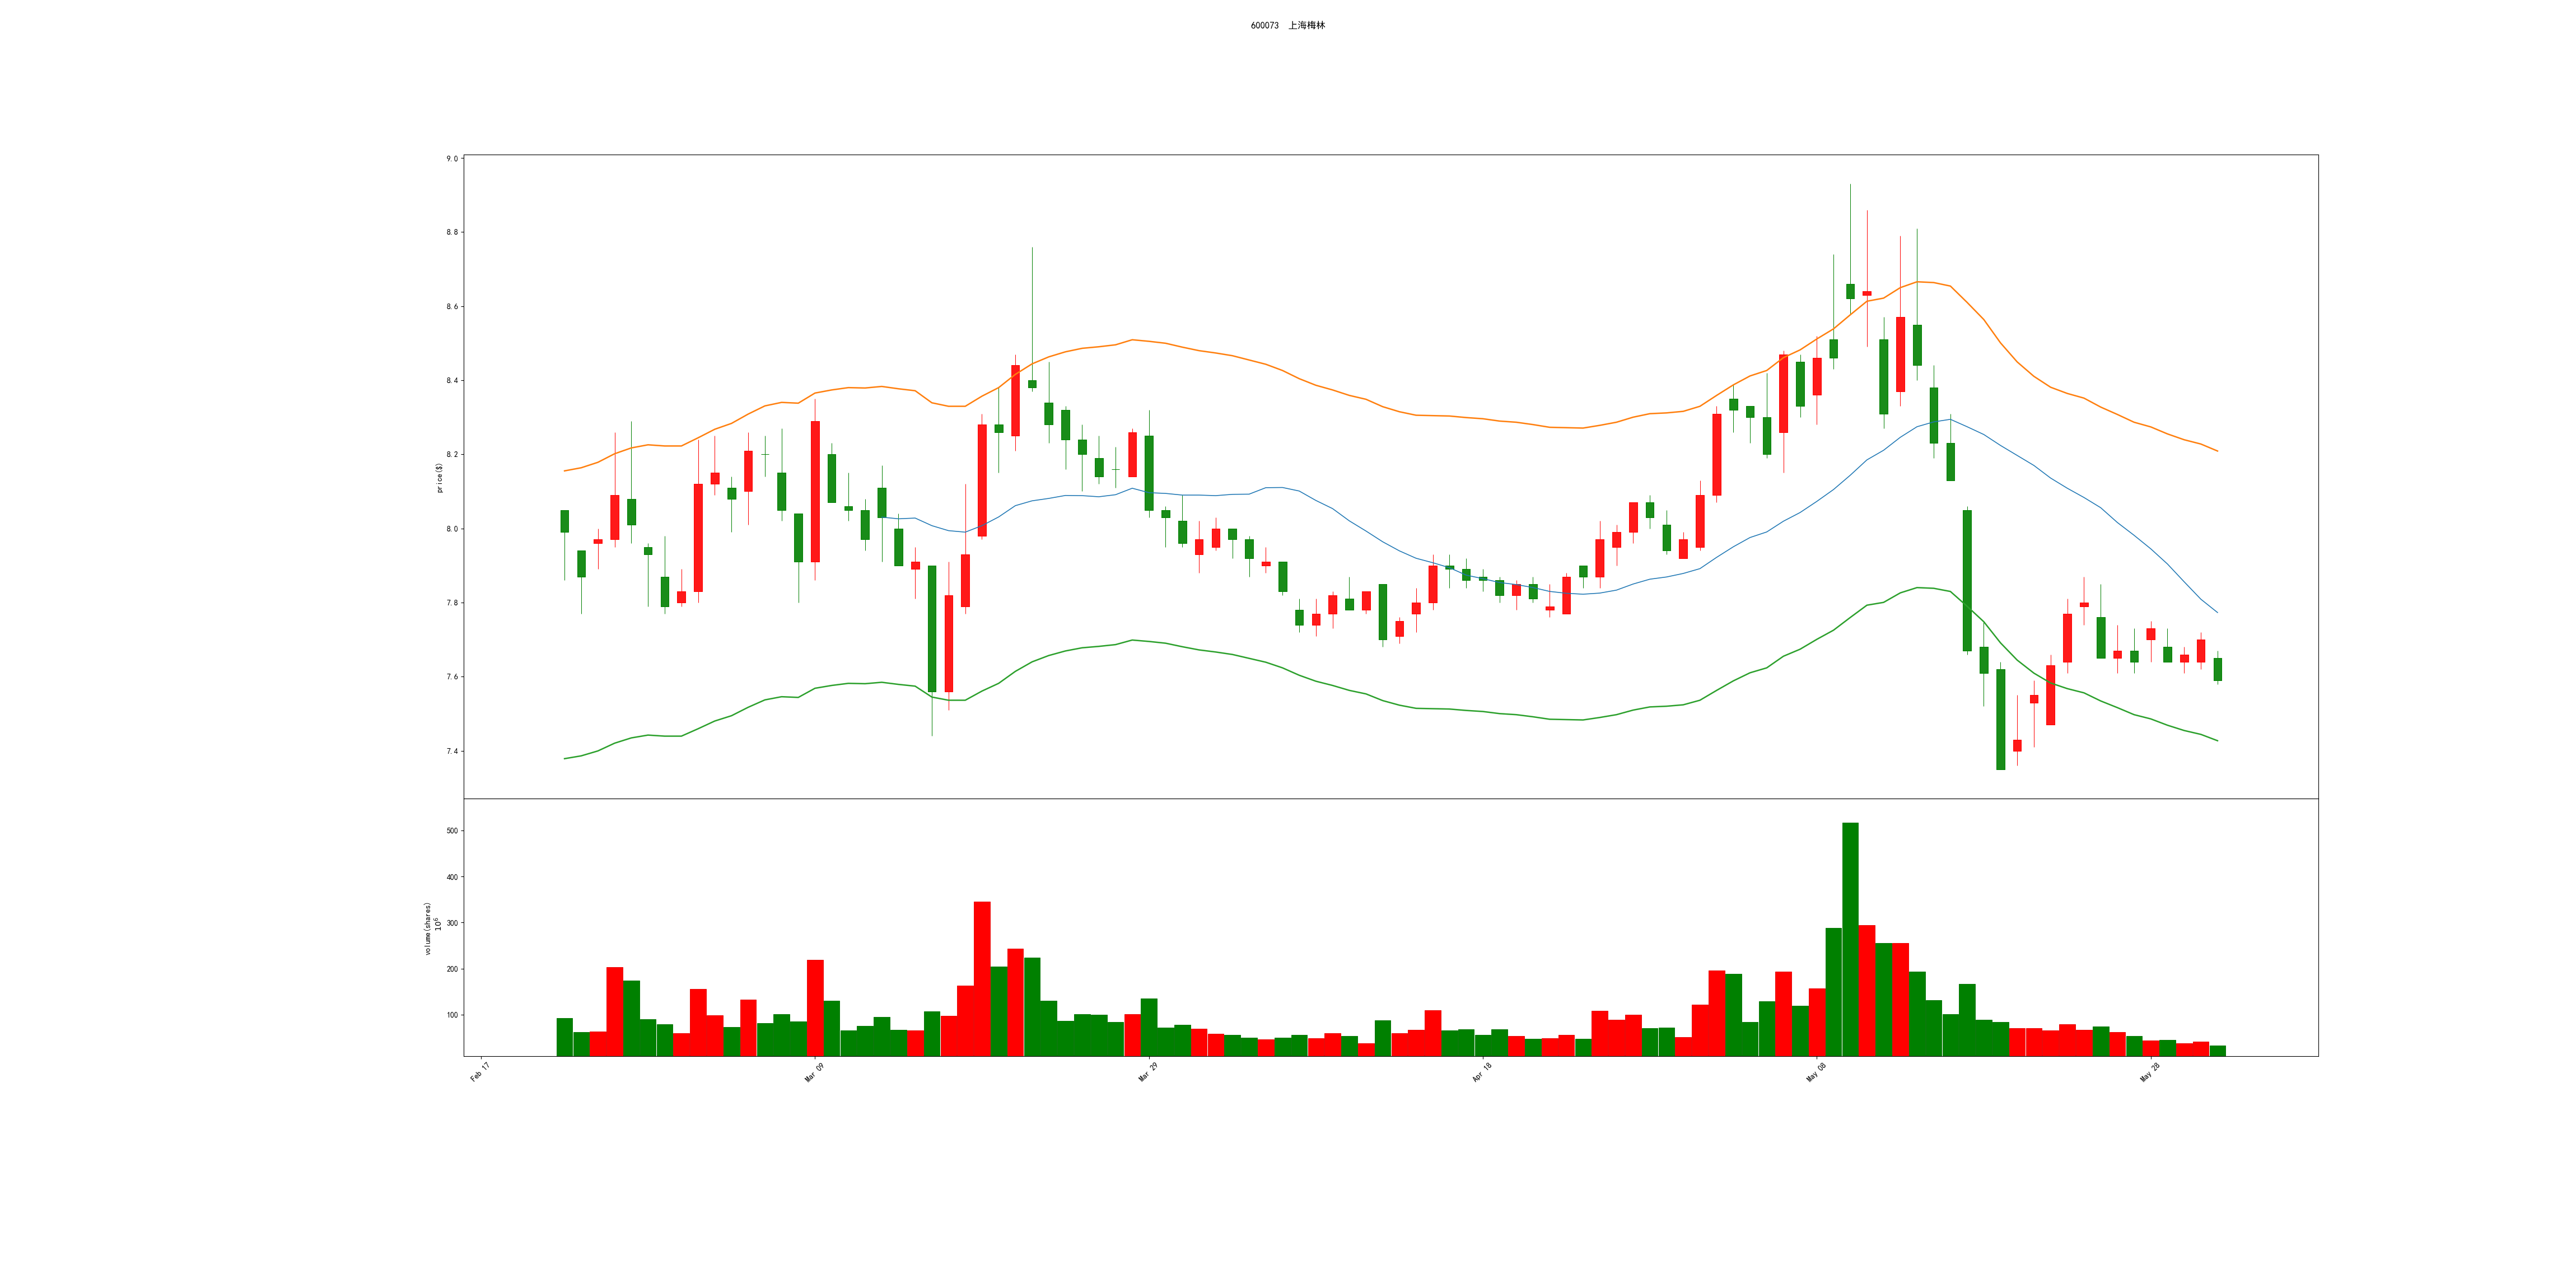 600073  上海梅林
9.0
8.8
8.6
8.4
8.2
8.0
7.8
7.6
7.4
price($)
500
400
300
200
100
volume(shares)
10^6
Feb 17
Mar 09
Mar 29
Apr 18
May 08
May 28